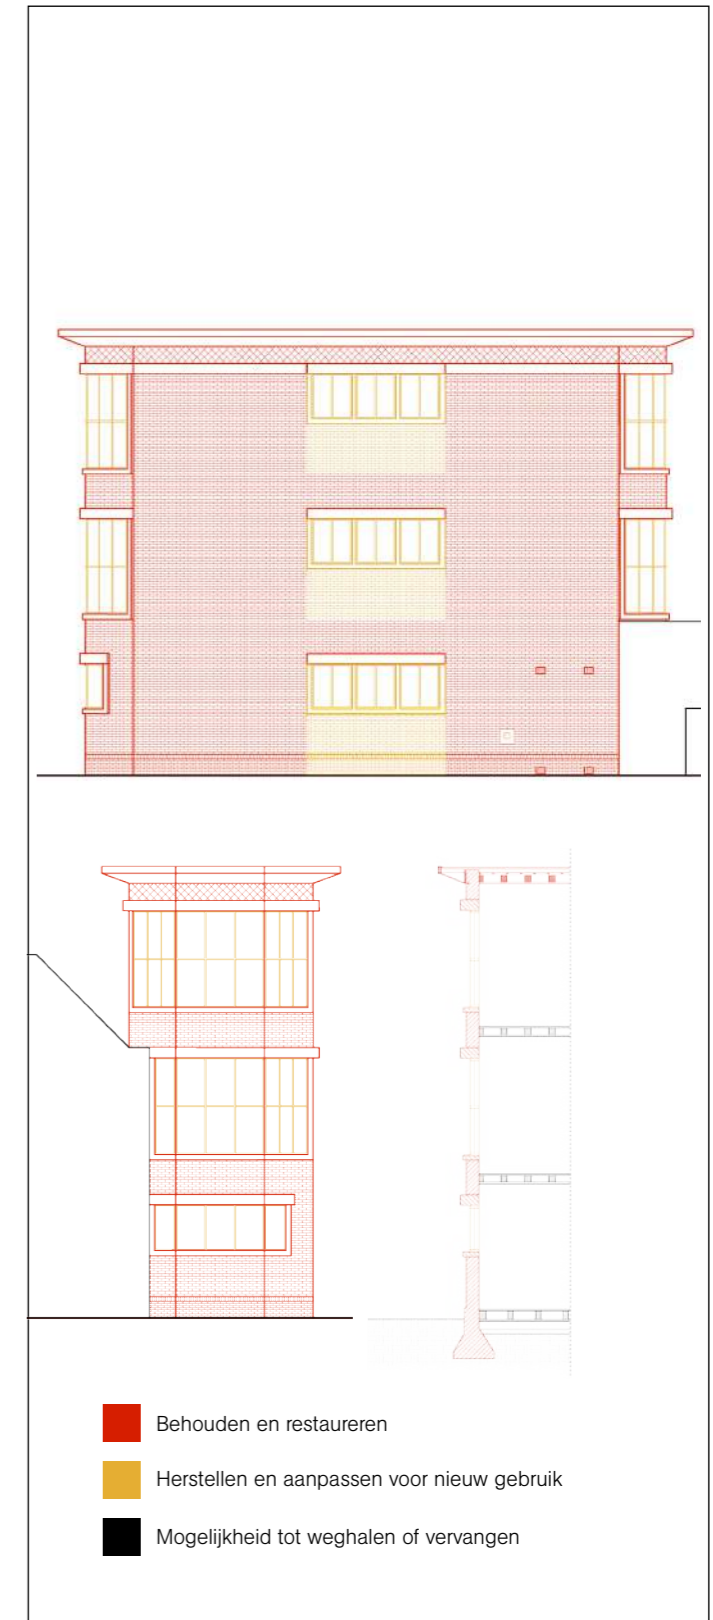 Behouden en restaureren
Herstellen en aanpassen voor nieuw gebruik
Mogelijkheid tot weghalen of vervangen